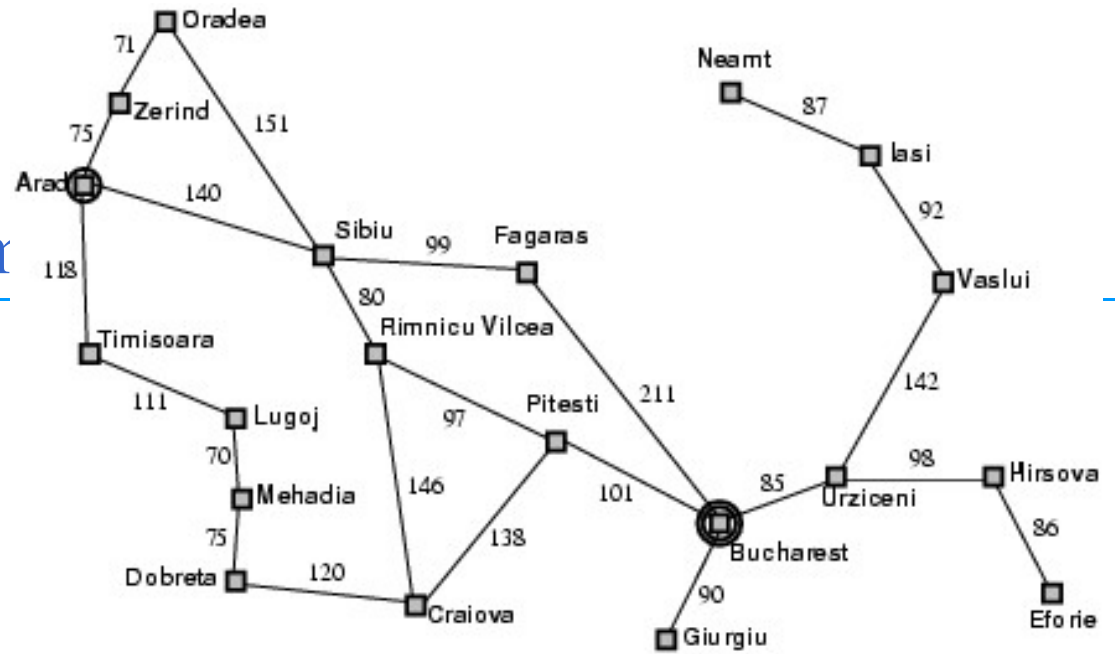 Oradea
71
Neamt
87
Zerind
75
151
Iasi
Arad
140
92
Sibiu
99
Fagaras
118
80
Vaslui
Rimnicu Vilcea
Timisoara
142
111
211
Pitesti
Lugoj
97
70
98
Hirsova
146
85
Mehadia
101
Urziceni
86
75
138
Bucharest
Dobreta
120
90
Craiova
Eforie
Giurgiu